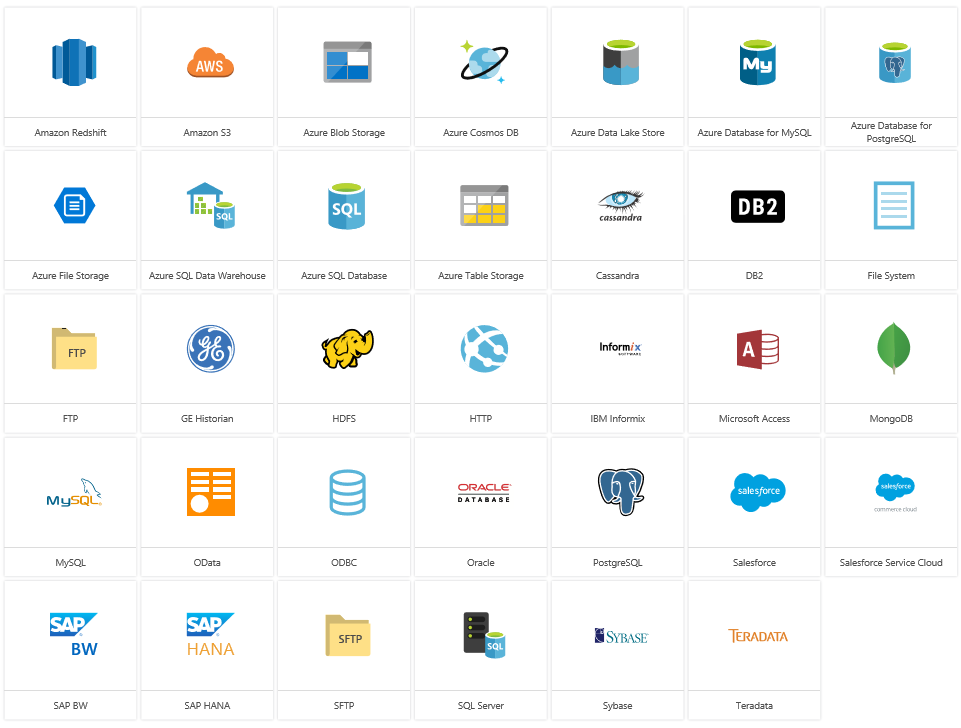 AWS
My
Amazon Redshift
Amazon S3
Azure Blob Storage
Azure Cosmos DB
Azure Data Lake Store
Azure Database for MySQL
Azure Database for
PostgreSQL
SQL
SQL
cassandra
DB2
Azure File Storage
Azure SQL Data Warehouse
Azure SQL Database
Azure Table Storage
Cassandra
DB2
File System
FTP
GE
Informix
SOFTWARE
A
FTP
GE Historian
HDFS
HTTP
IBM Informix
Microsoft Access
MongoDB
MySQL
ORACLE
DATABASE
salesforce
salesforce
commerce cloud
MySQL
OData
ODBC
Oracle
PostgreSQL
Salesforce
Salesforce Service Cloud
SAP
BW
SAP
HANA
SFTP
SQL
SYBASE
TERADATA
SAP BW
SAP HANA
SFTP
SQL Server
Sybase
Teradata